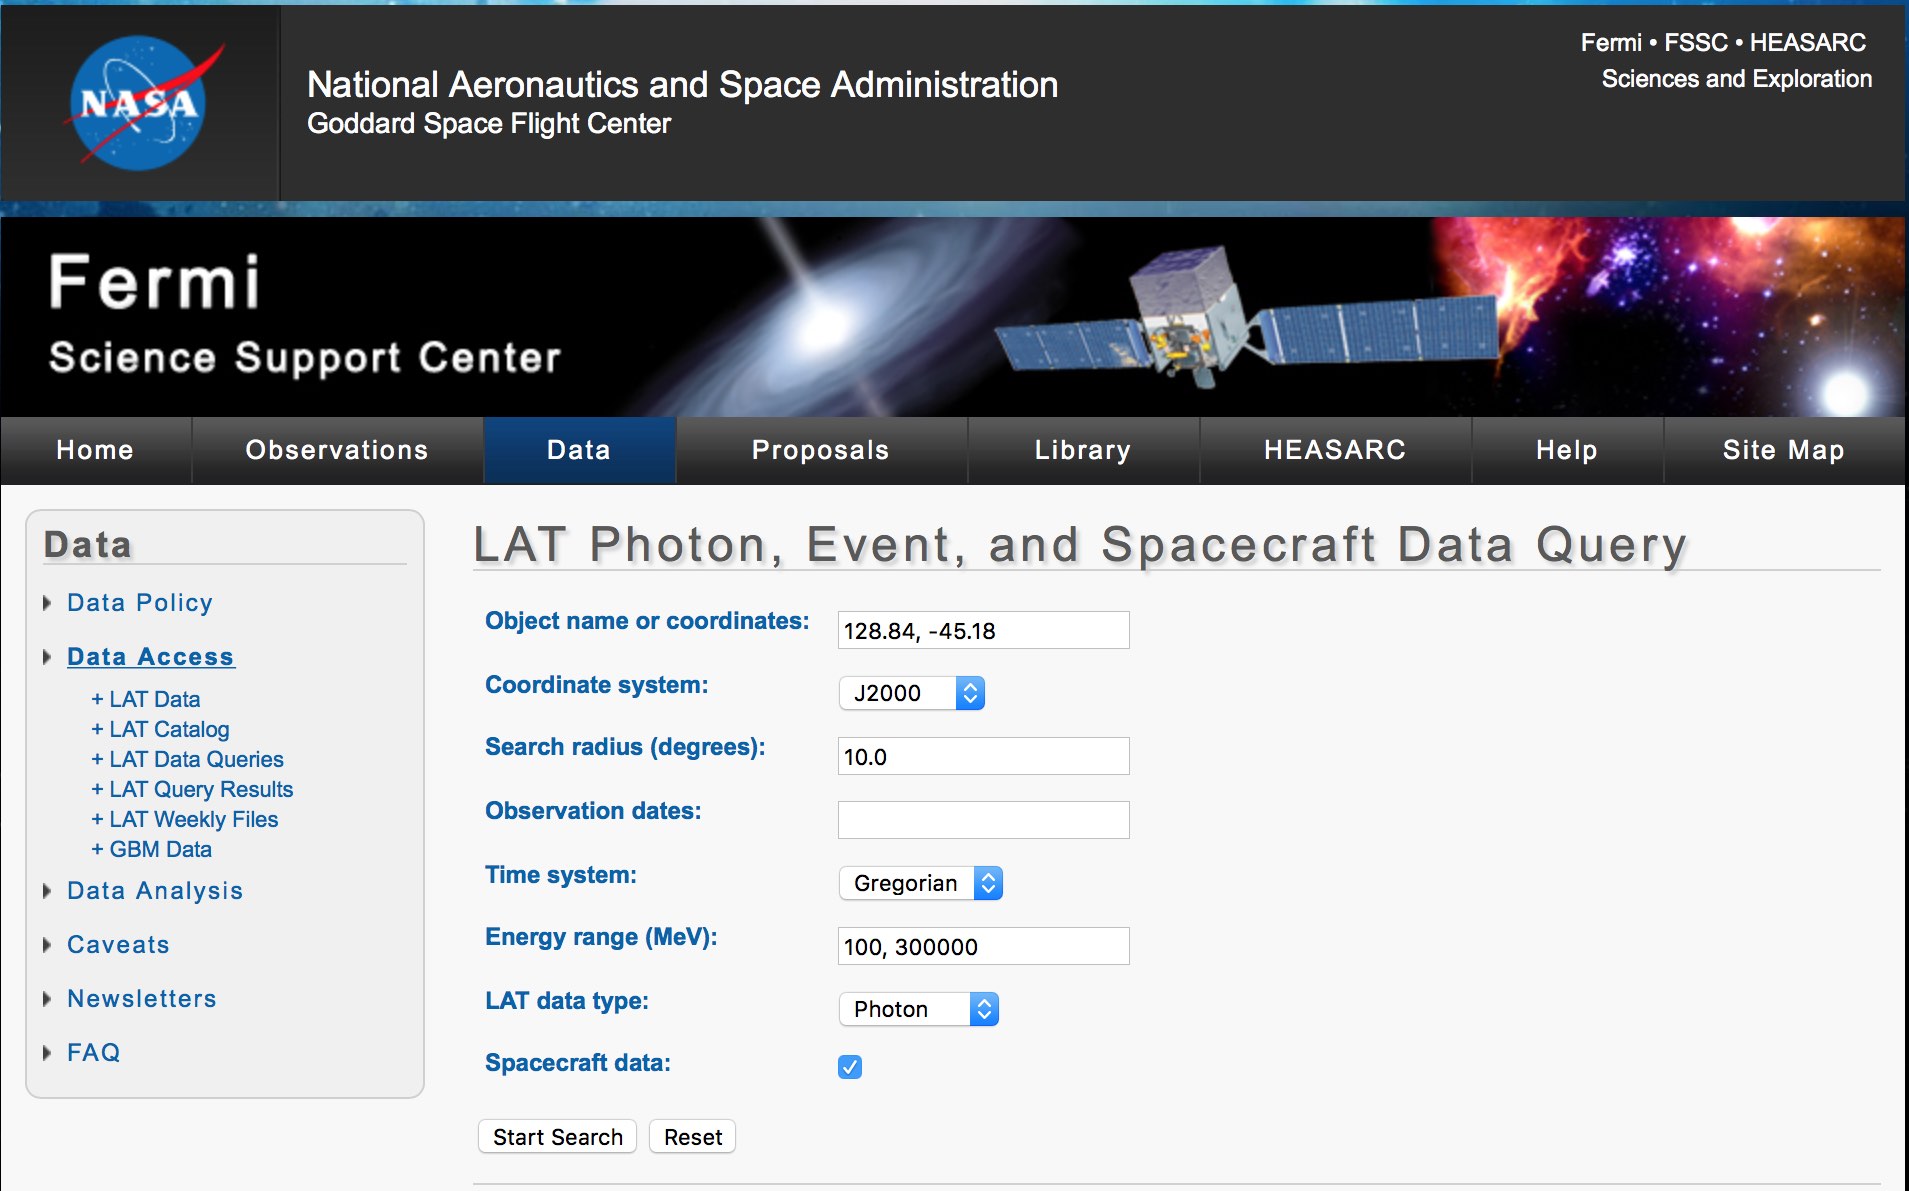 NASA
National Aeronautics and Space Administration
Goddard Space Flight Center
Fermi • FSSC • HEASARC
Sciences and Exploration
Fermi
Science Support Center
Home Observations Data Proposals Library HEASARC Help Site Map
Data
Data Policy
Data Access
+ LAT Data
+ LAT Catalog
+ LAT Data Queries
+ LAT Query Results
+ LAT Weekly Files
+ GBM Data
Data Analysis
Caveats
Newsletters
FAQ
LAT Photon, Event, and Spacecraft Data Query
Object name or coordinates: 128.84, -45.18
Coordinate system: J2000
Search radius (degrees): 10.0
Observation dates:
Time system: Gregorian
Energy range (MeV): 100, 300000
LAT data type: Photon
Spacecraft data:
Start Search Reset